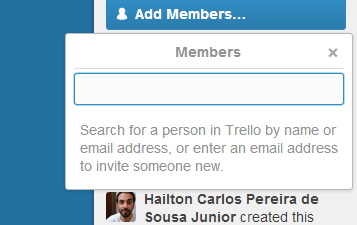 Add Members...
Members
Search for a person in Trello by name or
email address, or enter an email address
to invite someone new.
Hailton Carlos Pereira de
Sousa Junior created this